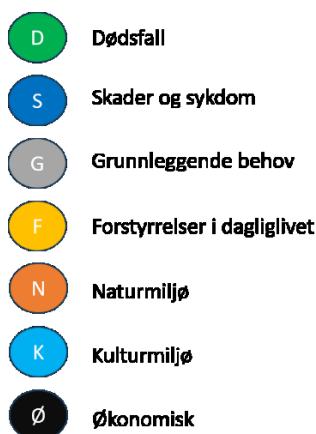 D Dødsfall
S Skader og sykdom
G Grunnleggende behov
F Forstyrrelser i dagliglivet
N Naturmiljø
K Kulturmiljø
Ø Økonomisk